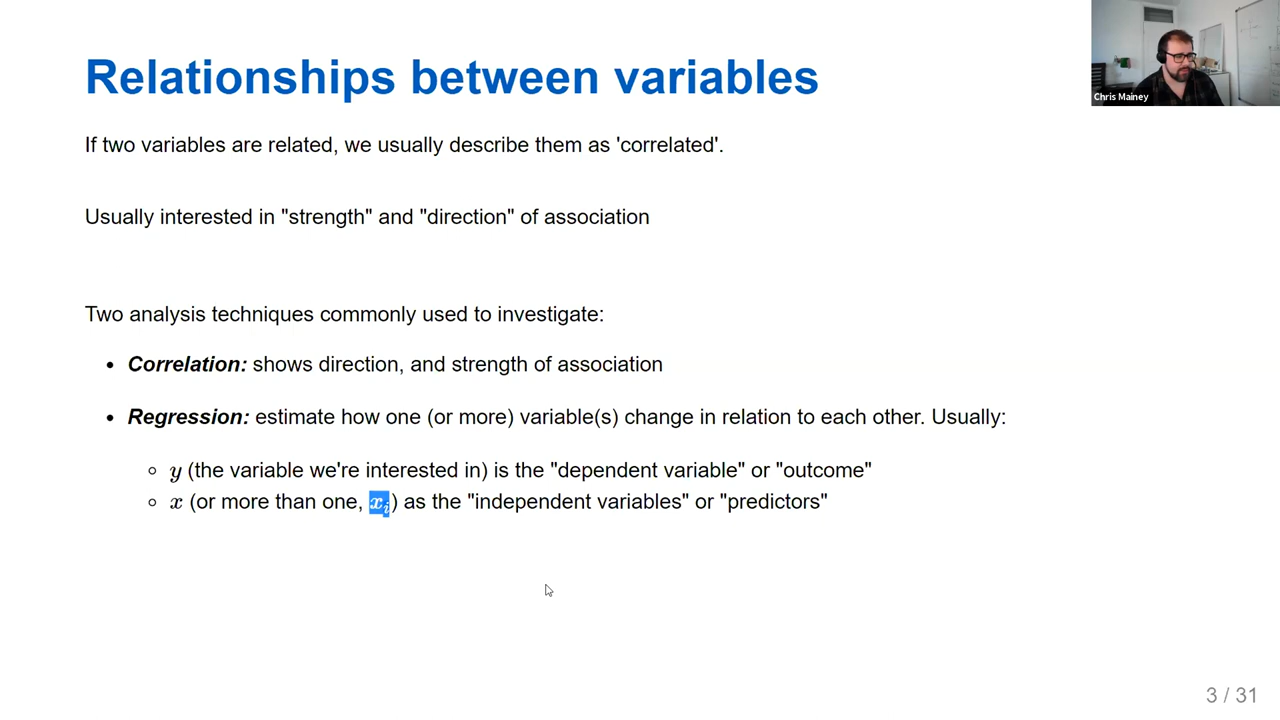 Relationships between variables
Chris Mainey
If two variables are related, we usually describe them as 'correlated'.
Usually interested in "strength" and "direction" of association
Two analysis techniques commonly used to investigate:
• Correlation: shows direction, and strength of association
• Regression: estimate how one (or more) variable(s) change in relation to each other. Usually:
◦ y (the variable we're interested in) is the "dependent variable" or "outcome"
◦ x (or more than one, xᵢ) as the "independent variables" or "predictors"
3 / 31